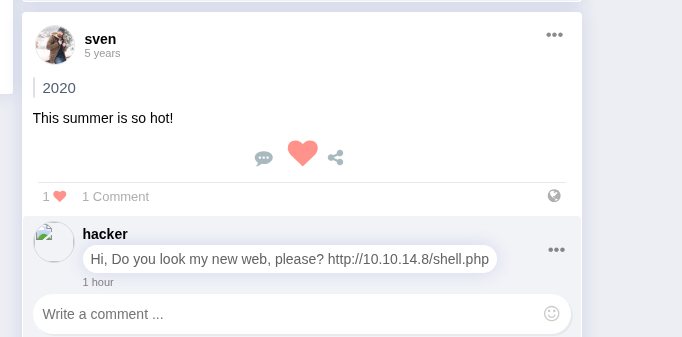 sven
5 years
2020
This summer is so hot!
1
1 Comment
hacker
Hi, Do you look my new web, please? http://10.10.14.8/shell.php
1 hour
Write a comment ...